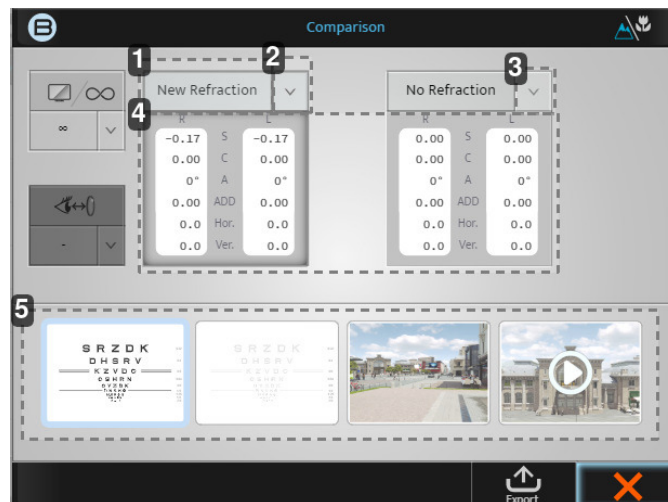 B Comparison
1 2 3
New Refraction No Refraction
4
R L R L
∞
-0.17 S -0.17 0.00 S 0.00
0.00 C 0.00 0.00 C 0.00
0° A 0° 0° A 0°
0.00 ADD 0.00 0.00 ADD 0.00
0.0 Hor. 0.0 0.0 Hor. 0.0
- 0.0 Ver. 0.0 0.0 Ver. 0.0
5
S R Z D K S R Z D K
D H S R V D H S R V
K Z V D O K Z V D O
O S H R N
Export